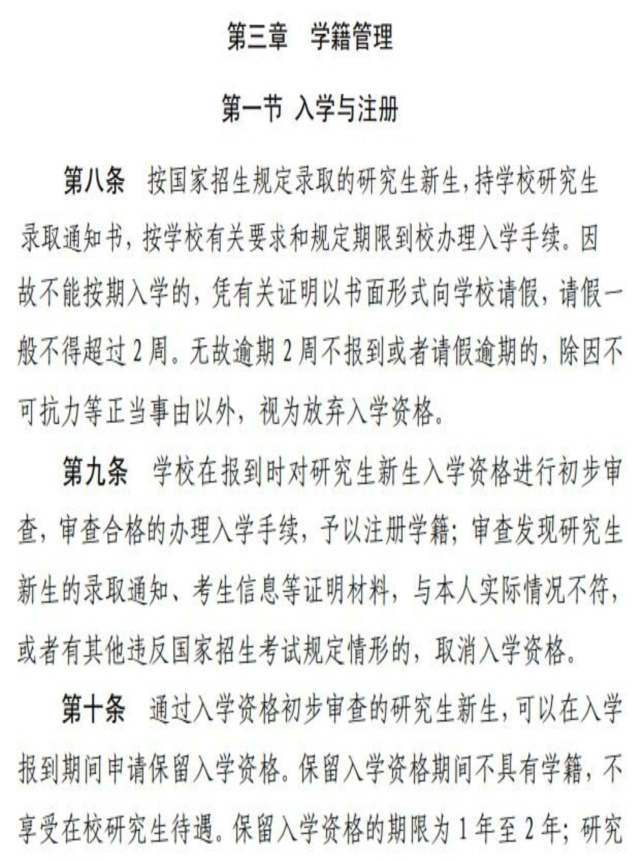 第三章 学籍管理
第一节 入学与注册
第八条 按国家招生规定录取的研究生新生，持学校研究生
录取通知书，按学校有关要求和规定期限到校办理入学手续。因
故不能按期入学的，凭有关证明以书面形式向学校请假，请假一
般不得超过 2 周。无故逾期 2 周不报到或者请假逾期的，除因不
可抗力等正当事由以外，视为放弃入学资格。
第九条 学校在报到时对研究生新生入学资格进行初步审
查，审查合格的办理入学手续，予以注册学籍；审查发现研究生
新生的录取通知、考生信息等证明材料，与本人实际情况不符，
或者有其他违反国家招生考试规定情形的，取消入学资格。
第十条 通过入学资格初步审查的研究生新生，可以在入学
报到期间申请保留入学资格。保留入学资格期间不具有学籍，不
享受在校研究生待遇。保留入学资格的期限为 1 年至 2 年；研究